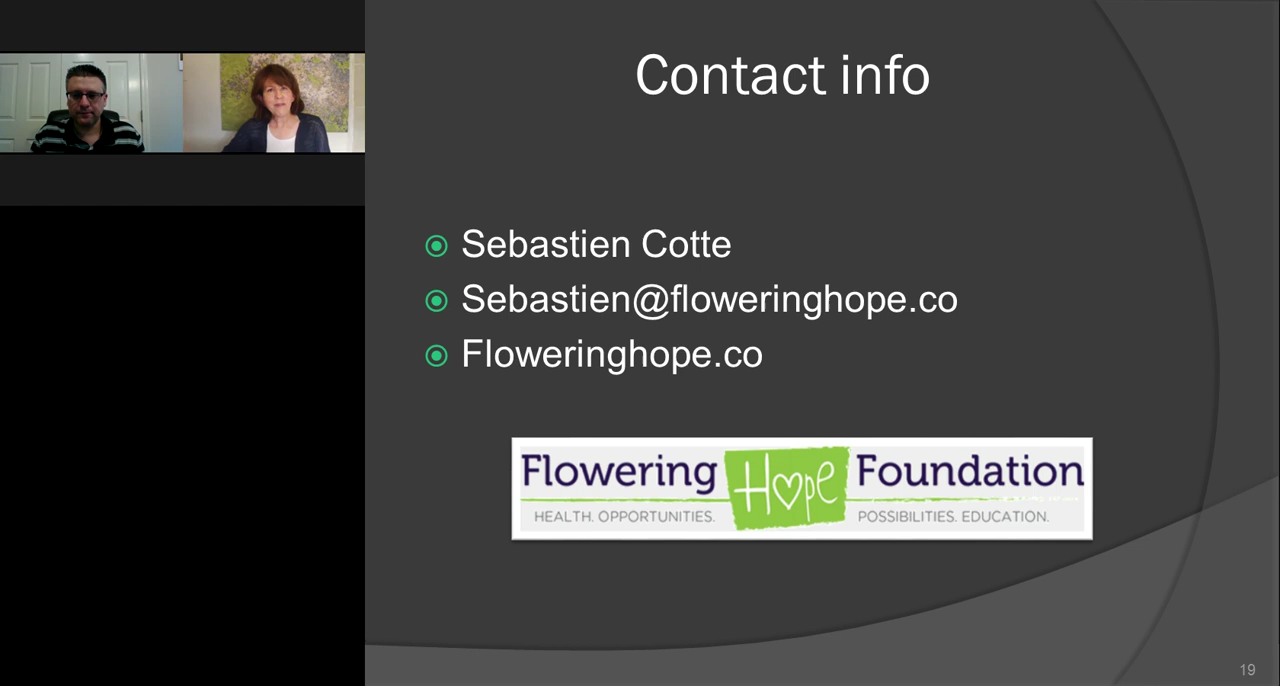 Contact info
Sebastien Cotte
Sebastien@floweringhope.co
Floweringhope.co
Flowering Hope Foundation
HEALTH. OPPORTUNITIES. POSSIBILITIES. EDUCATION.
19